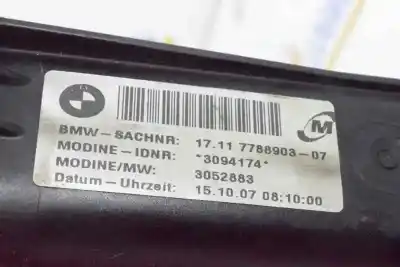 BMW-SACHNR: 17.11 7788903-07
MODINE-IDNR: *3094174*
MODINE/MW: 3052883
Datum-Uhrzeit: 15.10.07 08:10:00